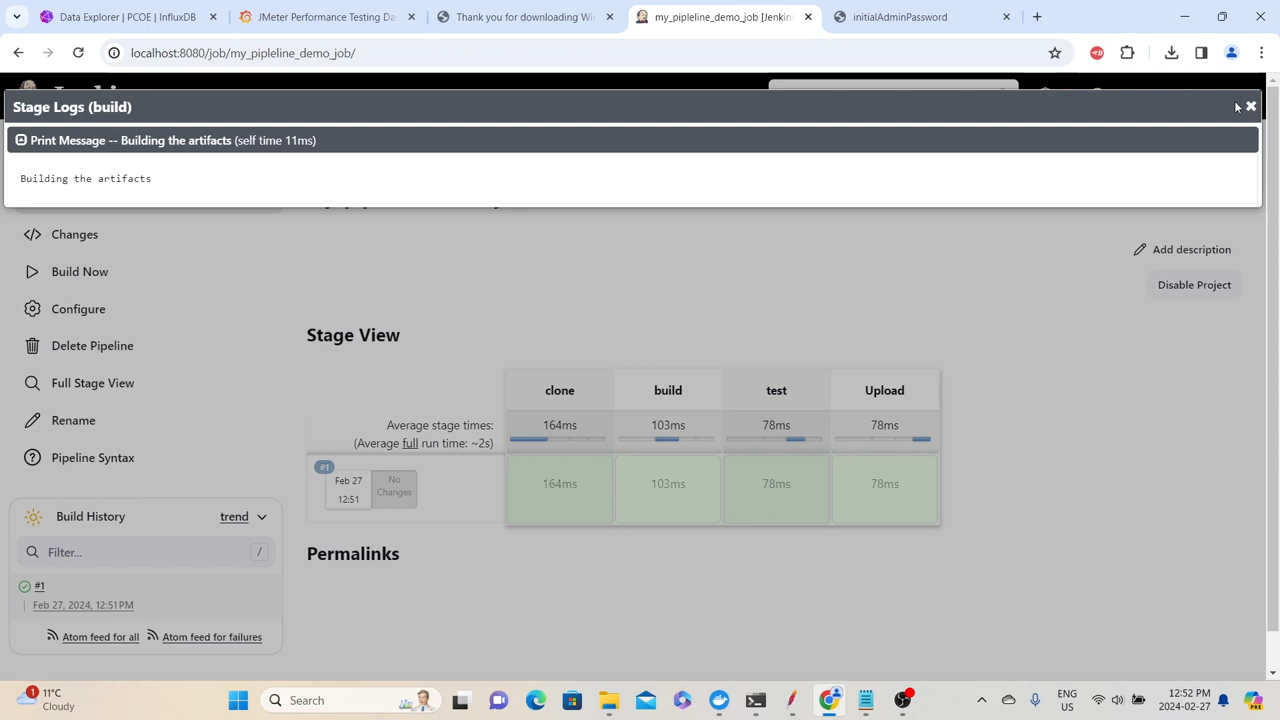 Data Explorer | PCOE | InfluxDB
JMeter Performance Testing Da
Thank you for downloading Wi
my_pipleline_demo_job [Jenkin
initialAdminPassword
localhost:8080/job/my_pipleline_demo_job/
Stage Logs (build)
Print Message -- Building the artifacts (self time 11ms)
Building the artifacts
Changes
Add description
Build Now
Disable Project
Configure
Stage View
Delete Pipeline
Full Stage View
clone build test Upload
Rename
Average stage times: 164ms 103ms 78ms 78ms
(Average full run time: ~2s)
Pipeline Syntax
#1
Feb 27
12:51
No
Changes
164ms 103ms 78ms 78ms
Build History trend
Filter... /
Permalinks
#1
Feb 27, 2024, 12:51 PM
Atom feed for all Atom feed for failures
1
11°C
Cloudy
Search
ENG
US
12:52 PM
2024-02-27
PRE